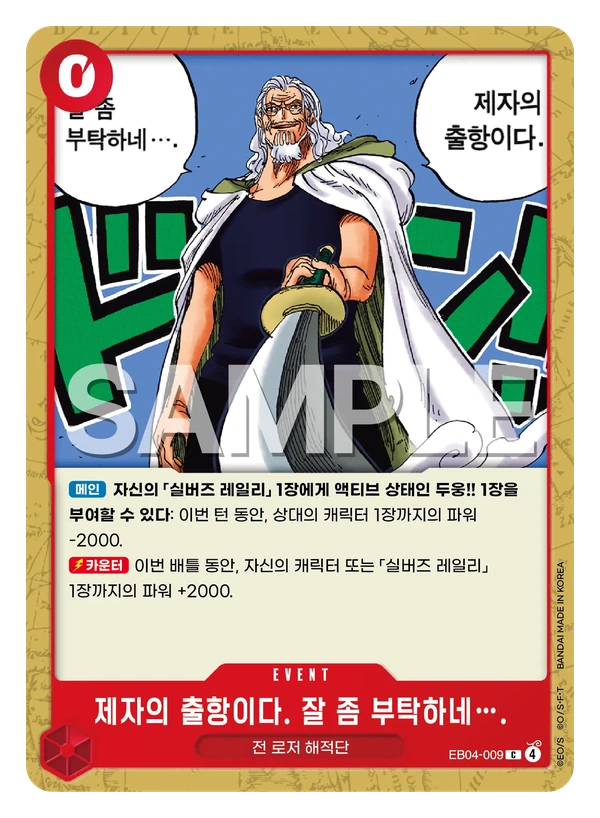 0
잘 좀
부탁하네….
제자의
출항이다.
SAMPLE
메인 자신의 「실버즈 레일리」 1장에게 액티브 상태인 두웅!! 1장을
부여할 수 있다: 이번 턴 동안, 상대의 캐릭터 1장까지의 파워
-2000.
카운터 이번 배틀 동안, 자신의 캐릭터 또는 「실버즈 레일리」
1장까지의 파워 +2000.
EVENT
제자의 출항이다. 잘 좀 부탁하네….
전 로저 해적단
EB04-009 C 4
©EO/S ©O/S·F·T BANDAI MADE IN KOREA